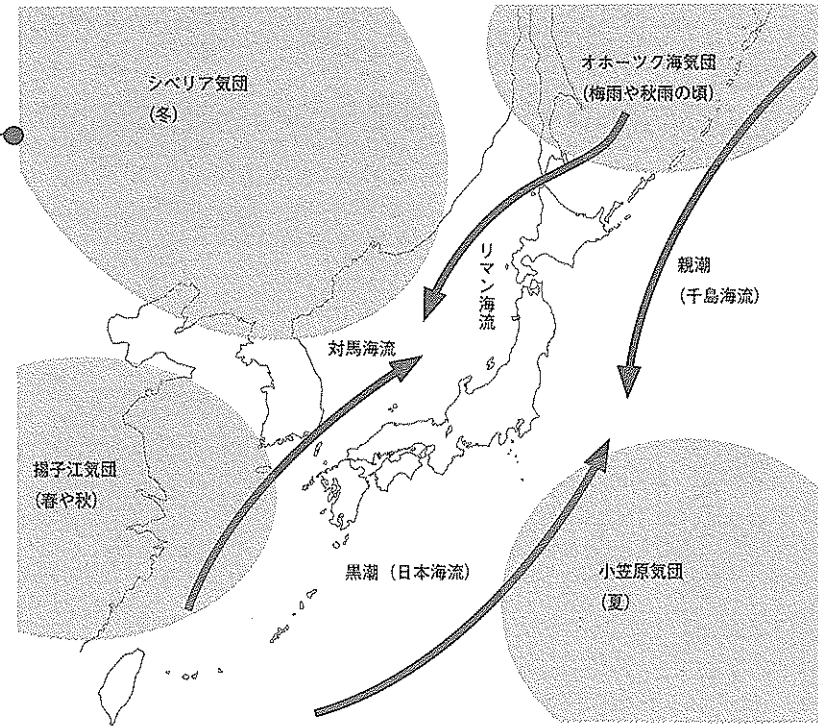 シベリア気団
(冬)
オホーツク海気団
(梅雨や秋雨の頃)
リマン海流
親潮
(千島海流)
対馬海流
揚子江気団
(春や秋)
黒潮 (日本海流)
小笠原気団
(夏)